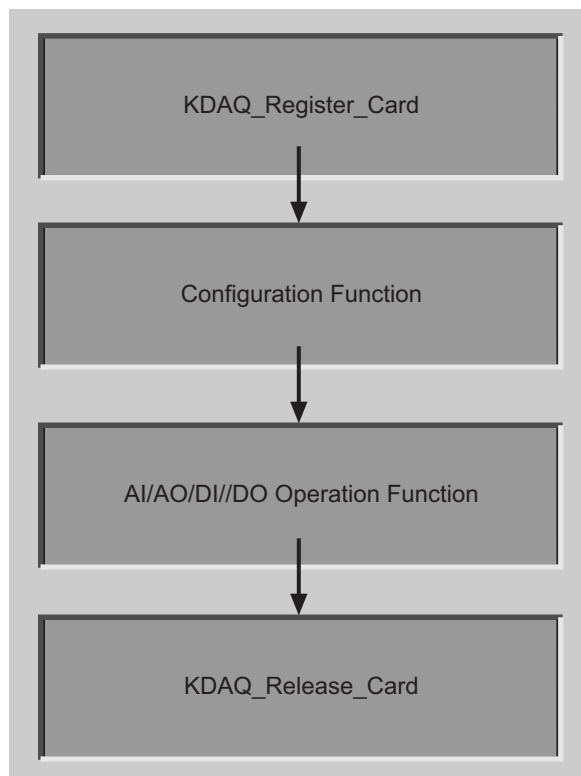 KDAQ_Register_Card
Configuration Function
AI/AO/DI//DO Operation Function
KDAQ_Release_Card